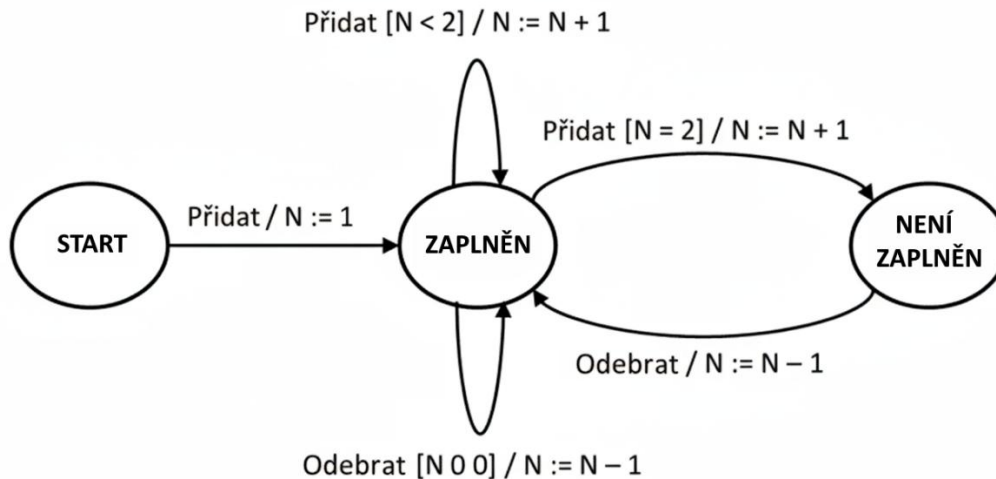 Přidat [N < 2] / N := N + 1
Přidat [N = 2] / N := N + 1
Přidat / N := 1
START
ZAPLNĚN
NENÍ
ZAPLNĚN
Odebrat / N := N – 1
Odebrat [N 0 0] / N := N – 1